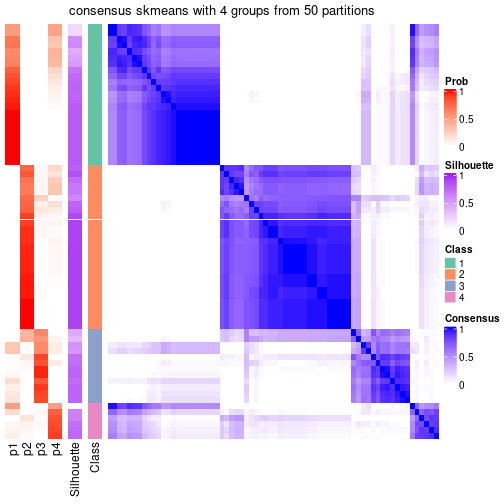 consensus skmeans with 4 groups from 50 partitions
Prob
1
0.5
0
Silhouette
1
0.5
0
Class
1
2
3
4
Consensus
1
0.5
0
p1
p2
p3
p4
Silhouette
Class